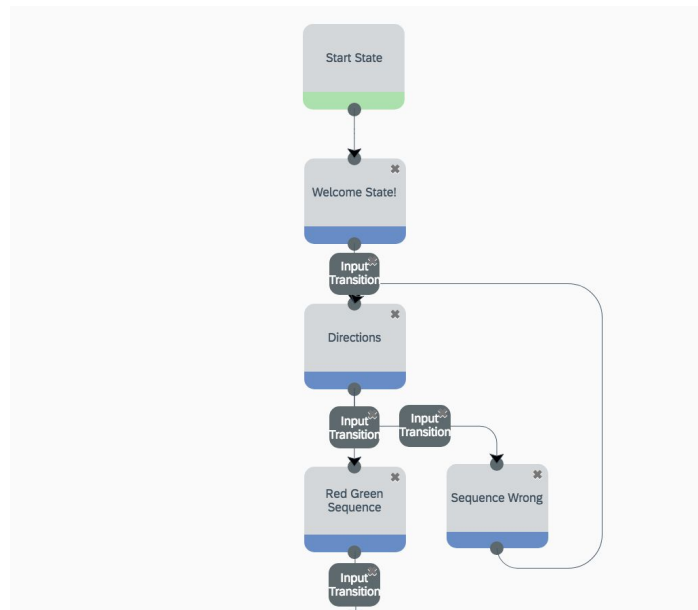 Start State
Welcome State!
Input
Transition
Directions
Input
Transition
Input
Transition
Red Green
Sequence
Sequence Wrong
Input
Transition